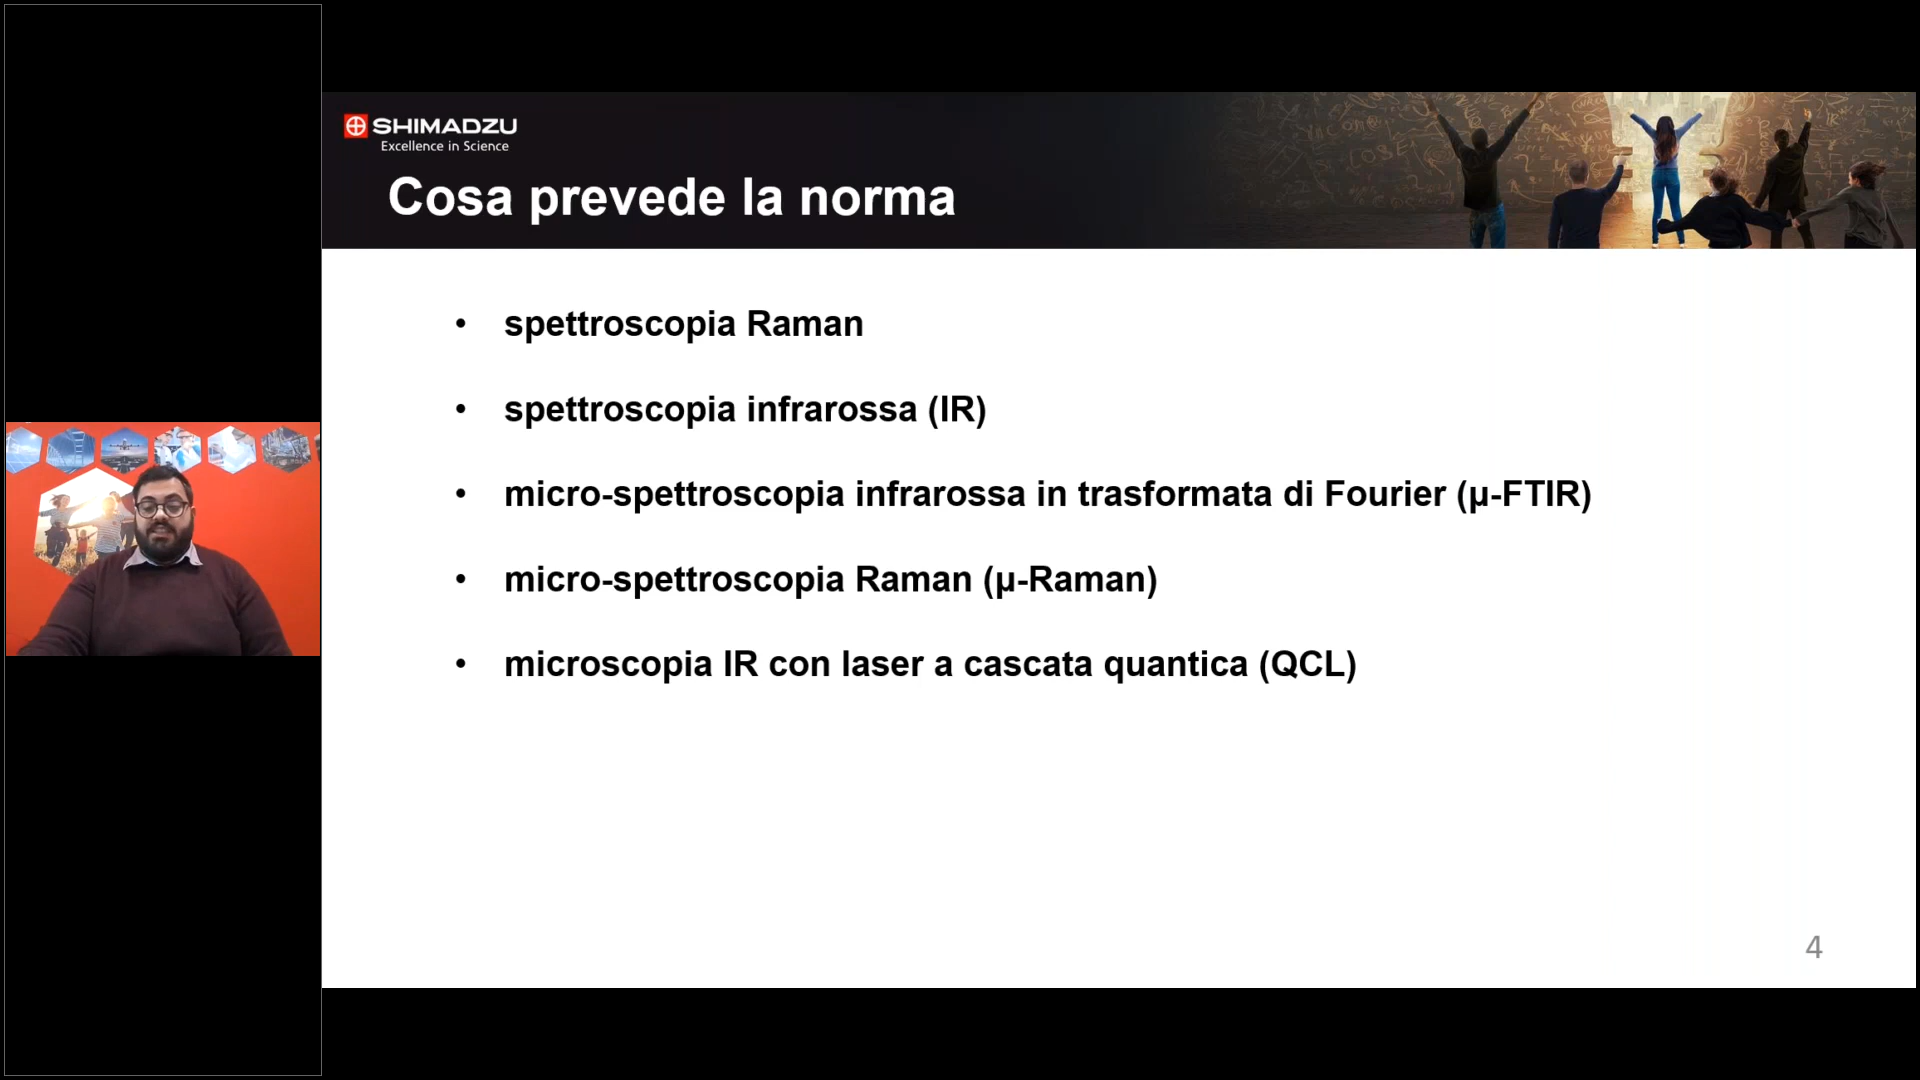 SHIMADZU
Excellence in Science
Cosa prevede la norma
• spettroscopia Raman
• spettroscopia infrarossa (IR)
• micro-spettroscopia infrarossa in trasformata di Fourier (µ-FTIR)
• micro-spettroscopia Raman (µ-Raman)
• microscopia IR con laser a cascata quantica (QCL)
4